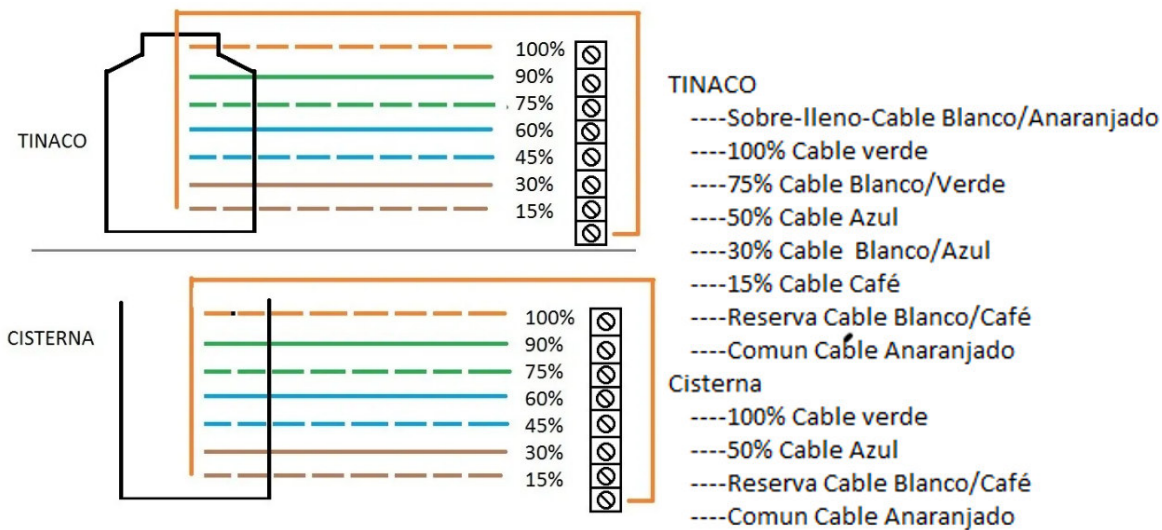 TINACO
100%
90%
75%
60%
45%
30%
15%
CISTERNA
100%
90%
75%
60%
45%
30%
15%
TINACO
----Sobre-lleno-Cable Blanco/Anaranjado
----100% Cable verde
----75% Cable Blanco/Verde
----50% Cable Azul
----30% Cable Blanco/Azul
----15% Cable Café
----Reserva Cable Blanco/Café
----Comun Cable Anaranjado
Cisterna
----100% Cable verde
----50% Cable Azul
----Reserva Cable Blanco/Café
----Comun Cable Anaranjado